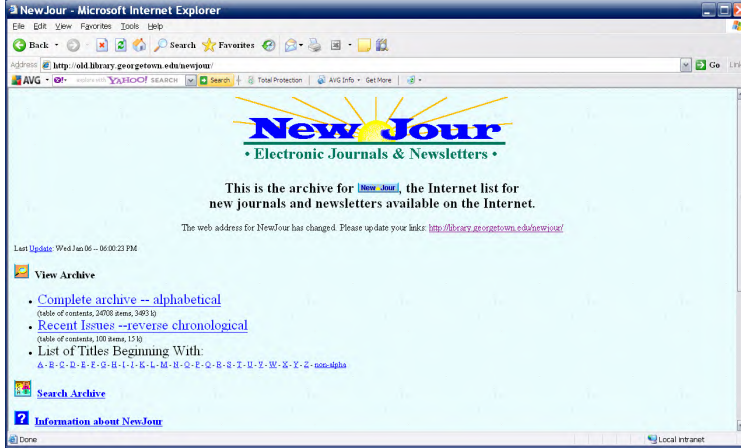 NewJour - Microsoft Internet Explorer
File Edit View Favorites Tools Help
Back Search Favorites
Address http://old.library.georgetown.edu/newjour/ Go
AVG YAHOO! SEARCH Search Total Protection AVG Info Get More
New Jour
• Electronic Journals & Newsletters •
This is the archive for New Jour, the Internet list for
new journals and newsletters available on the Internet.
The web address for NewJour has changed. Please update your links: http://library.georgetown.edu/newjour/
Last Update: Wed Jan 06 -- 06:00:23 PM
View Archive
• Complete archive -- alphabetical
(table of contents, 24708 items, 3493 k)
• Recent Issues --reverse chronological
(table of contents, 100 items, 15 k)
• List of Titles Beginning With:
A - B - C - D - E - F - G - H - I - J - K - L - M - N - O - P - Q - R - S - T - U - V - W - X - Y - Z - non-alpha
Search Archive
Information about NewJour
Done Local intranet